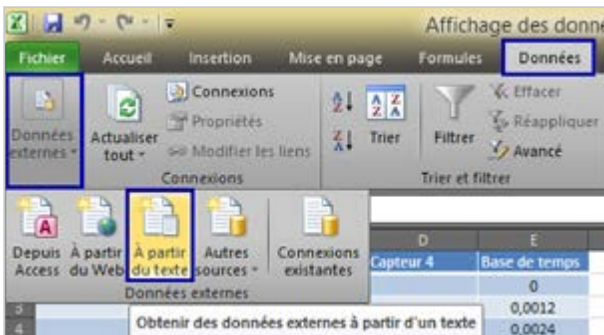 Affichage des donné
Fichier Accueil Insertion Mise en page Formules Données
Données externes
Actualiser tout
Connexions
Propriétés
Modifier les liens
Connexions
Trier
Filtrer
Effacer
Réappliquer
Avancé
Trier et filtrer
Depuis Access
À partir du Web
À partir du texte
Autres sources
Connexions existantes
Données externes
D E
Capteur 4 Base de temps
0
3 0,0012
4 0,0024
Obtenir des données externes à partir d'un texte